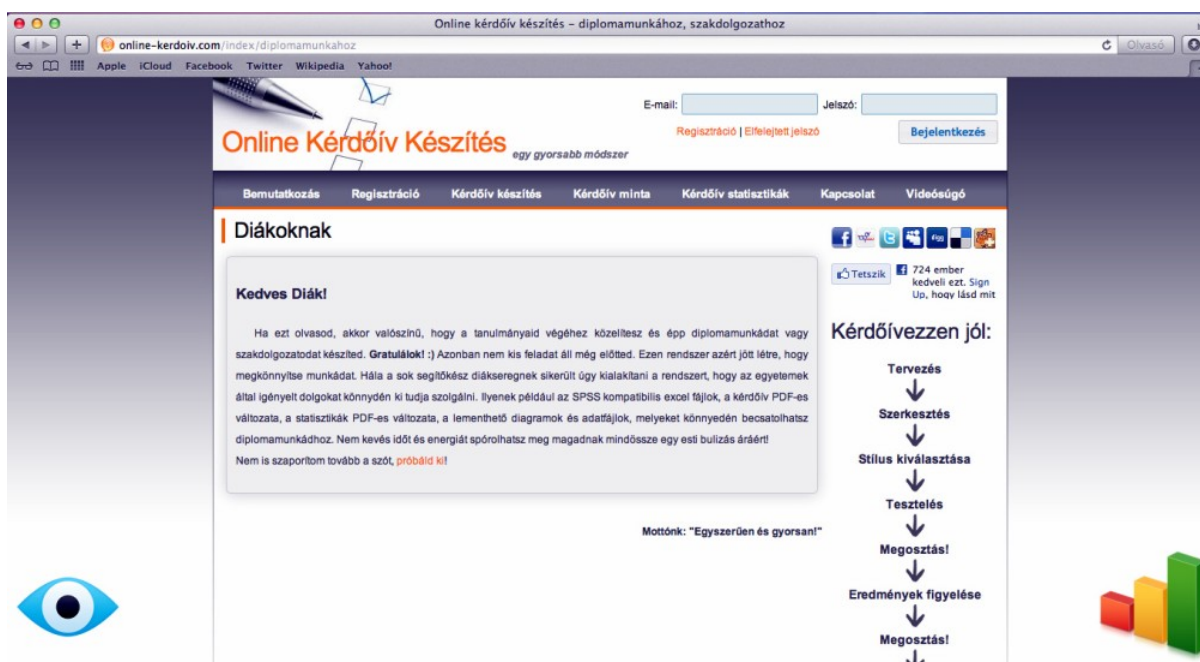 Online kérdőív készítés – diplomamunkához, szakdolgozathoz
online-kerdoiv.com/index/diplomamunkahoz
Olvasó
Apple iCloud Facebook Twitter Wikipedia Yahoo!
E-mail: Jelszó:
Regisztráció | Elfelejtett jelszó
Bejelentkezés
Online Kérdőív Készítés
egy gyorsabb módszer
Bemutatkozás Regisztráció Kérdőív készítés Kérdőív minta Kérdőív statisztikák Kapcsolat Videósúgó
Diákoknak
Kedves Diák!
Ha ezt olvasod, akkor valószínű, hogy a tanulmányaid végéhez közelítesz és épp diplomamunkádat vagy
szakdolgozatodat készíted. Gratulálok! :) Azonban nem kis feladat áll még előtted. Ezen rendszer azért jött létre, hogy
megkönnyítse munkádat. Hála a sok segítőkész diákseregnek sikerült úgy kialakítani a rendszert, hogy az egyetemek
által igényelt dolgokat könnydén ki tudja szolgálni. Ilyenek például az SPSS kompatibilis excel fájlok, a kérdőív PDF-es
változata, a statisztikák PDF-es változata, a lementhető diagramok és adatfájlok, melyeket könnyedén becsatolhatsz
diplomamunkádhoz. Nem kevés időt és energiát spórolhatsz meg magadnak mindössze egy esti bulizás áráért!
Nem is szaporítom tovább a szót, próbáld ki!
Mottónk: "Egyszerűen és gyorsan!"
Tetszik
724 ember
kedveli ezt. Sign
Up, hogy lásd mit
Kérdőívezzen jól:
Tervezés
Szerkesztés
Stílus kiválasztása
Tesztelés
Megosztás!
Eredmények figyelése
Megosztás!